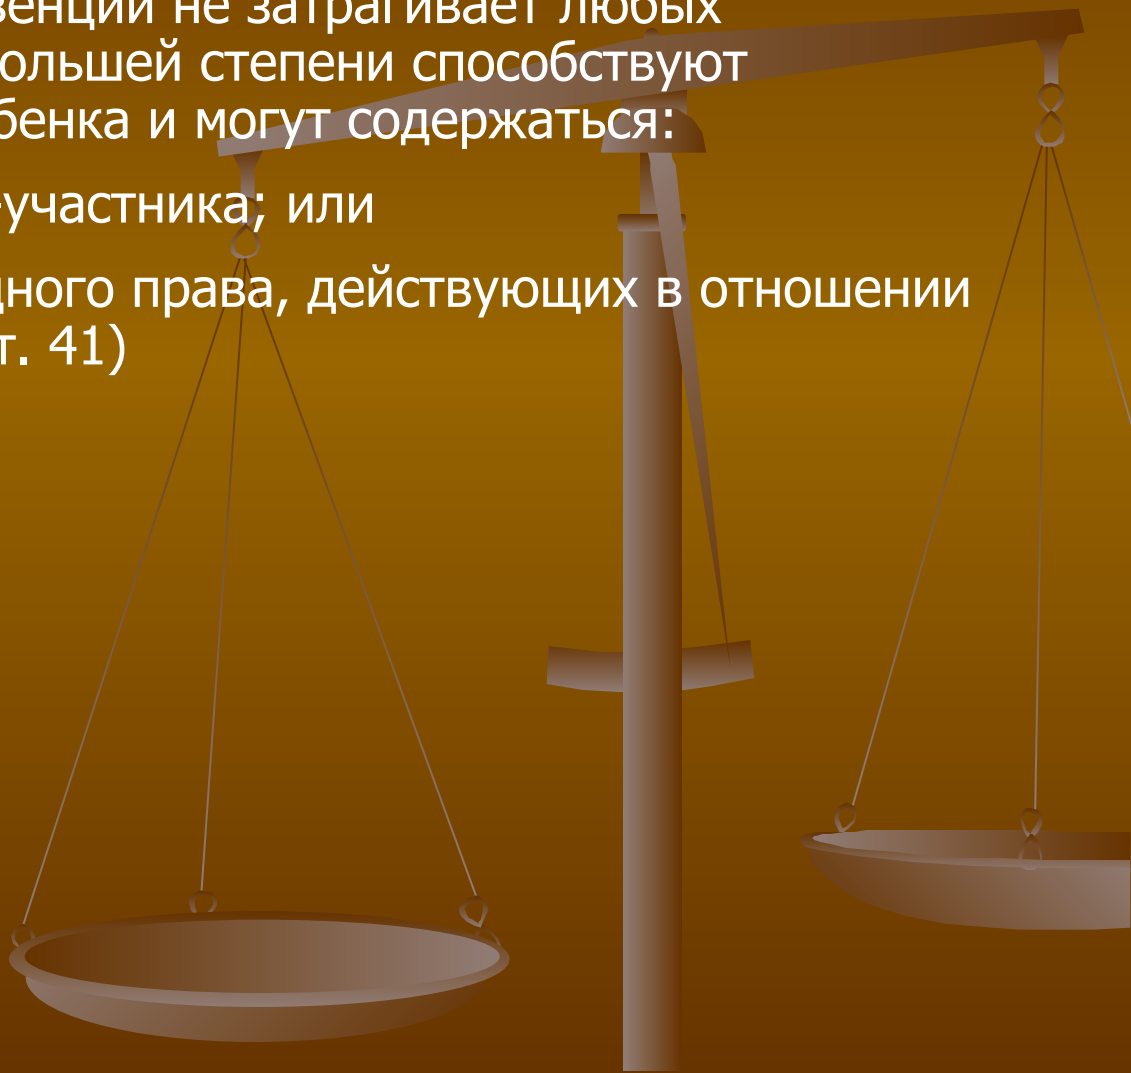 венции не затрагивает любых
ольшей степени способствуют
бенка и могут содержаться:
-участника; или
дного права, действующих в отношении
т. 41)